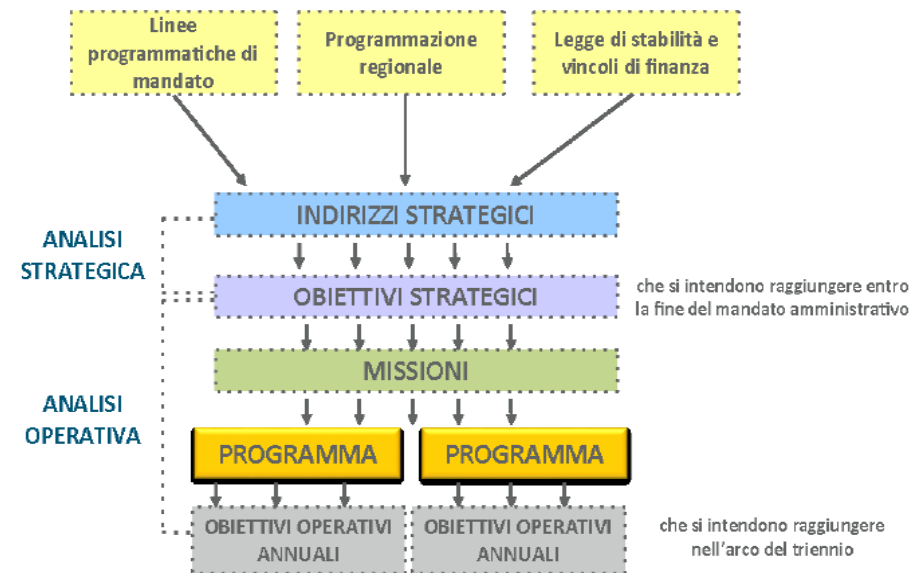 Linee
programmatiche di
mandato
Programmazione
regionale
Legge di stabilità e
vincoli di finanza
INDIRIZZI STRATEGICI
ANALISI
STRATEGICA
OBIETTIVI STRATEGICI
che si intendono raggiungere entro
la fine del mandato amministrativo
MISSIONI
ANALISI
OPERATIVA
PROGRAMMA
PROGRAMMA
OBIETTIVI OPERATIVI
ANNUALI
OBIETTIVI OPERATIVI
ANNUALI
che si intendono raggiungere
nell'arco del triennio